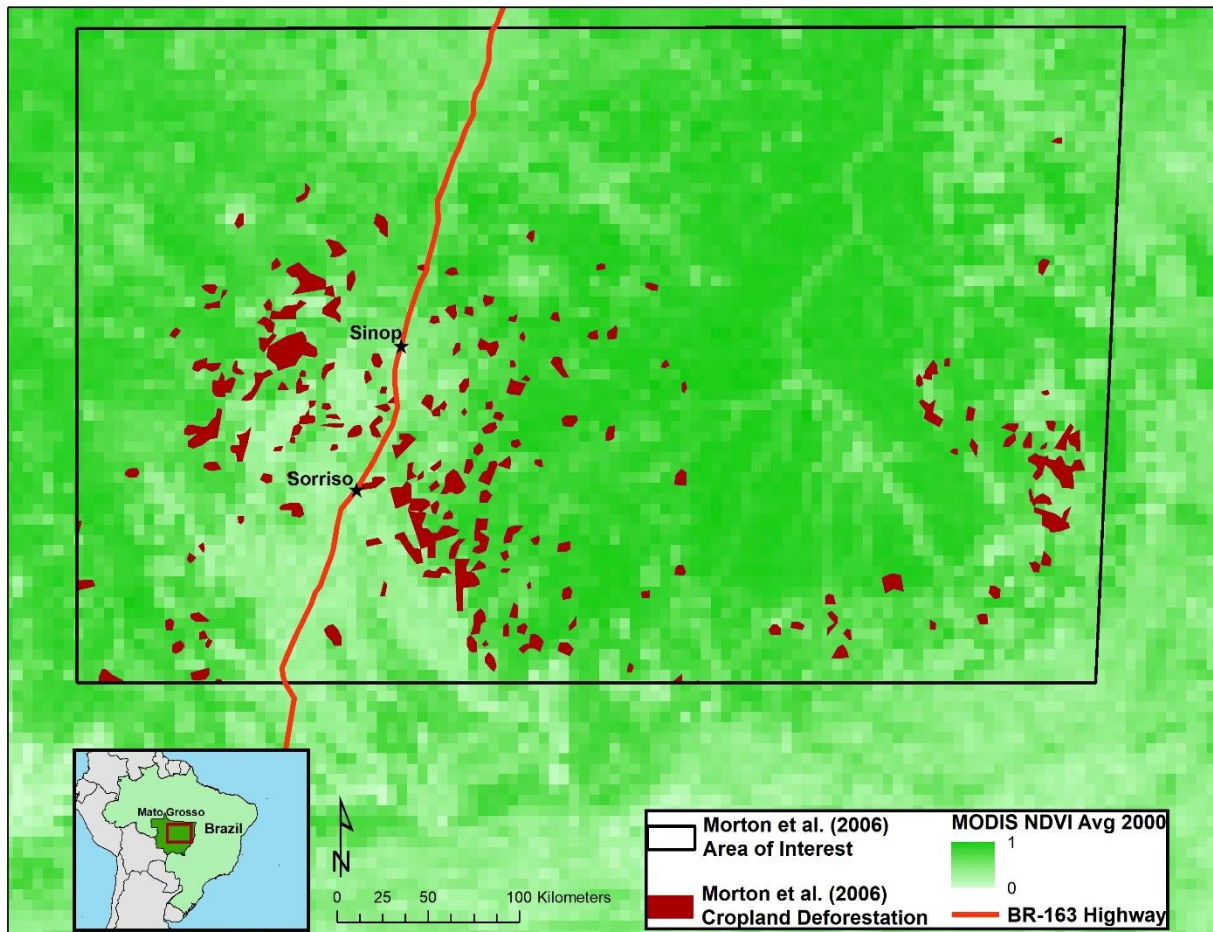 Sinop
Sorriso
Mato Grosso
Brazil
N
0 25 50 100 Kilometers
Morton et al. (2006)
Area of Interest
Morton et al. (2006)
Cropland Deforestation
MODIS NDVI Avg 2000
1
0
BR-163 Highway